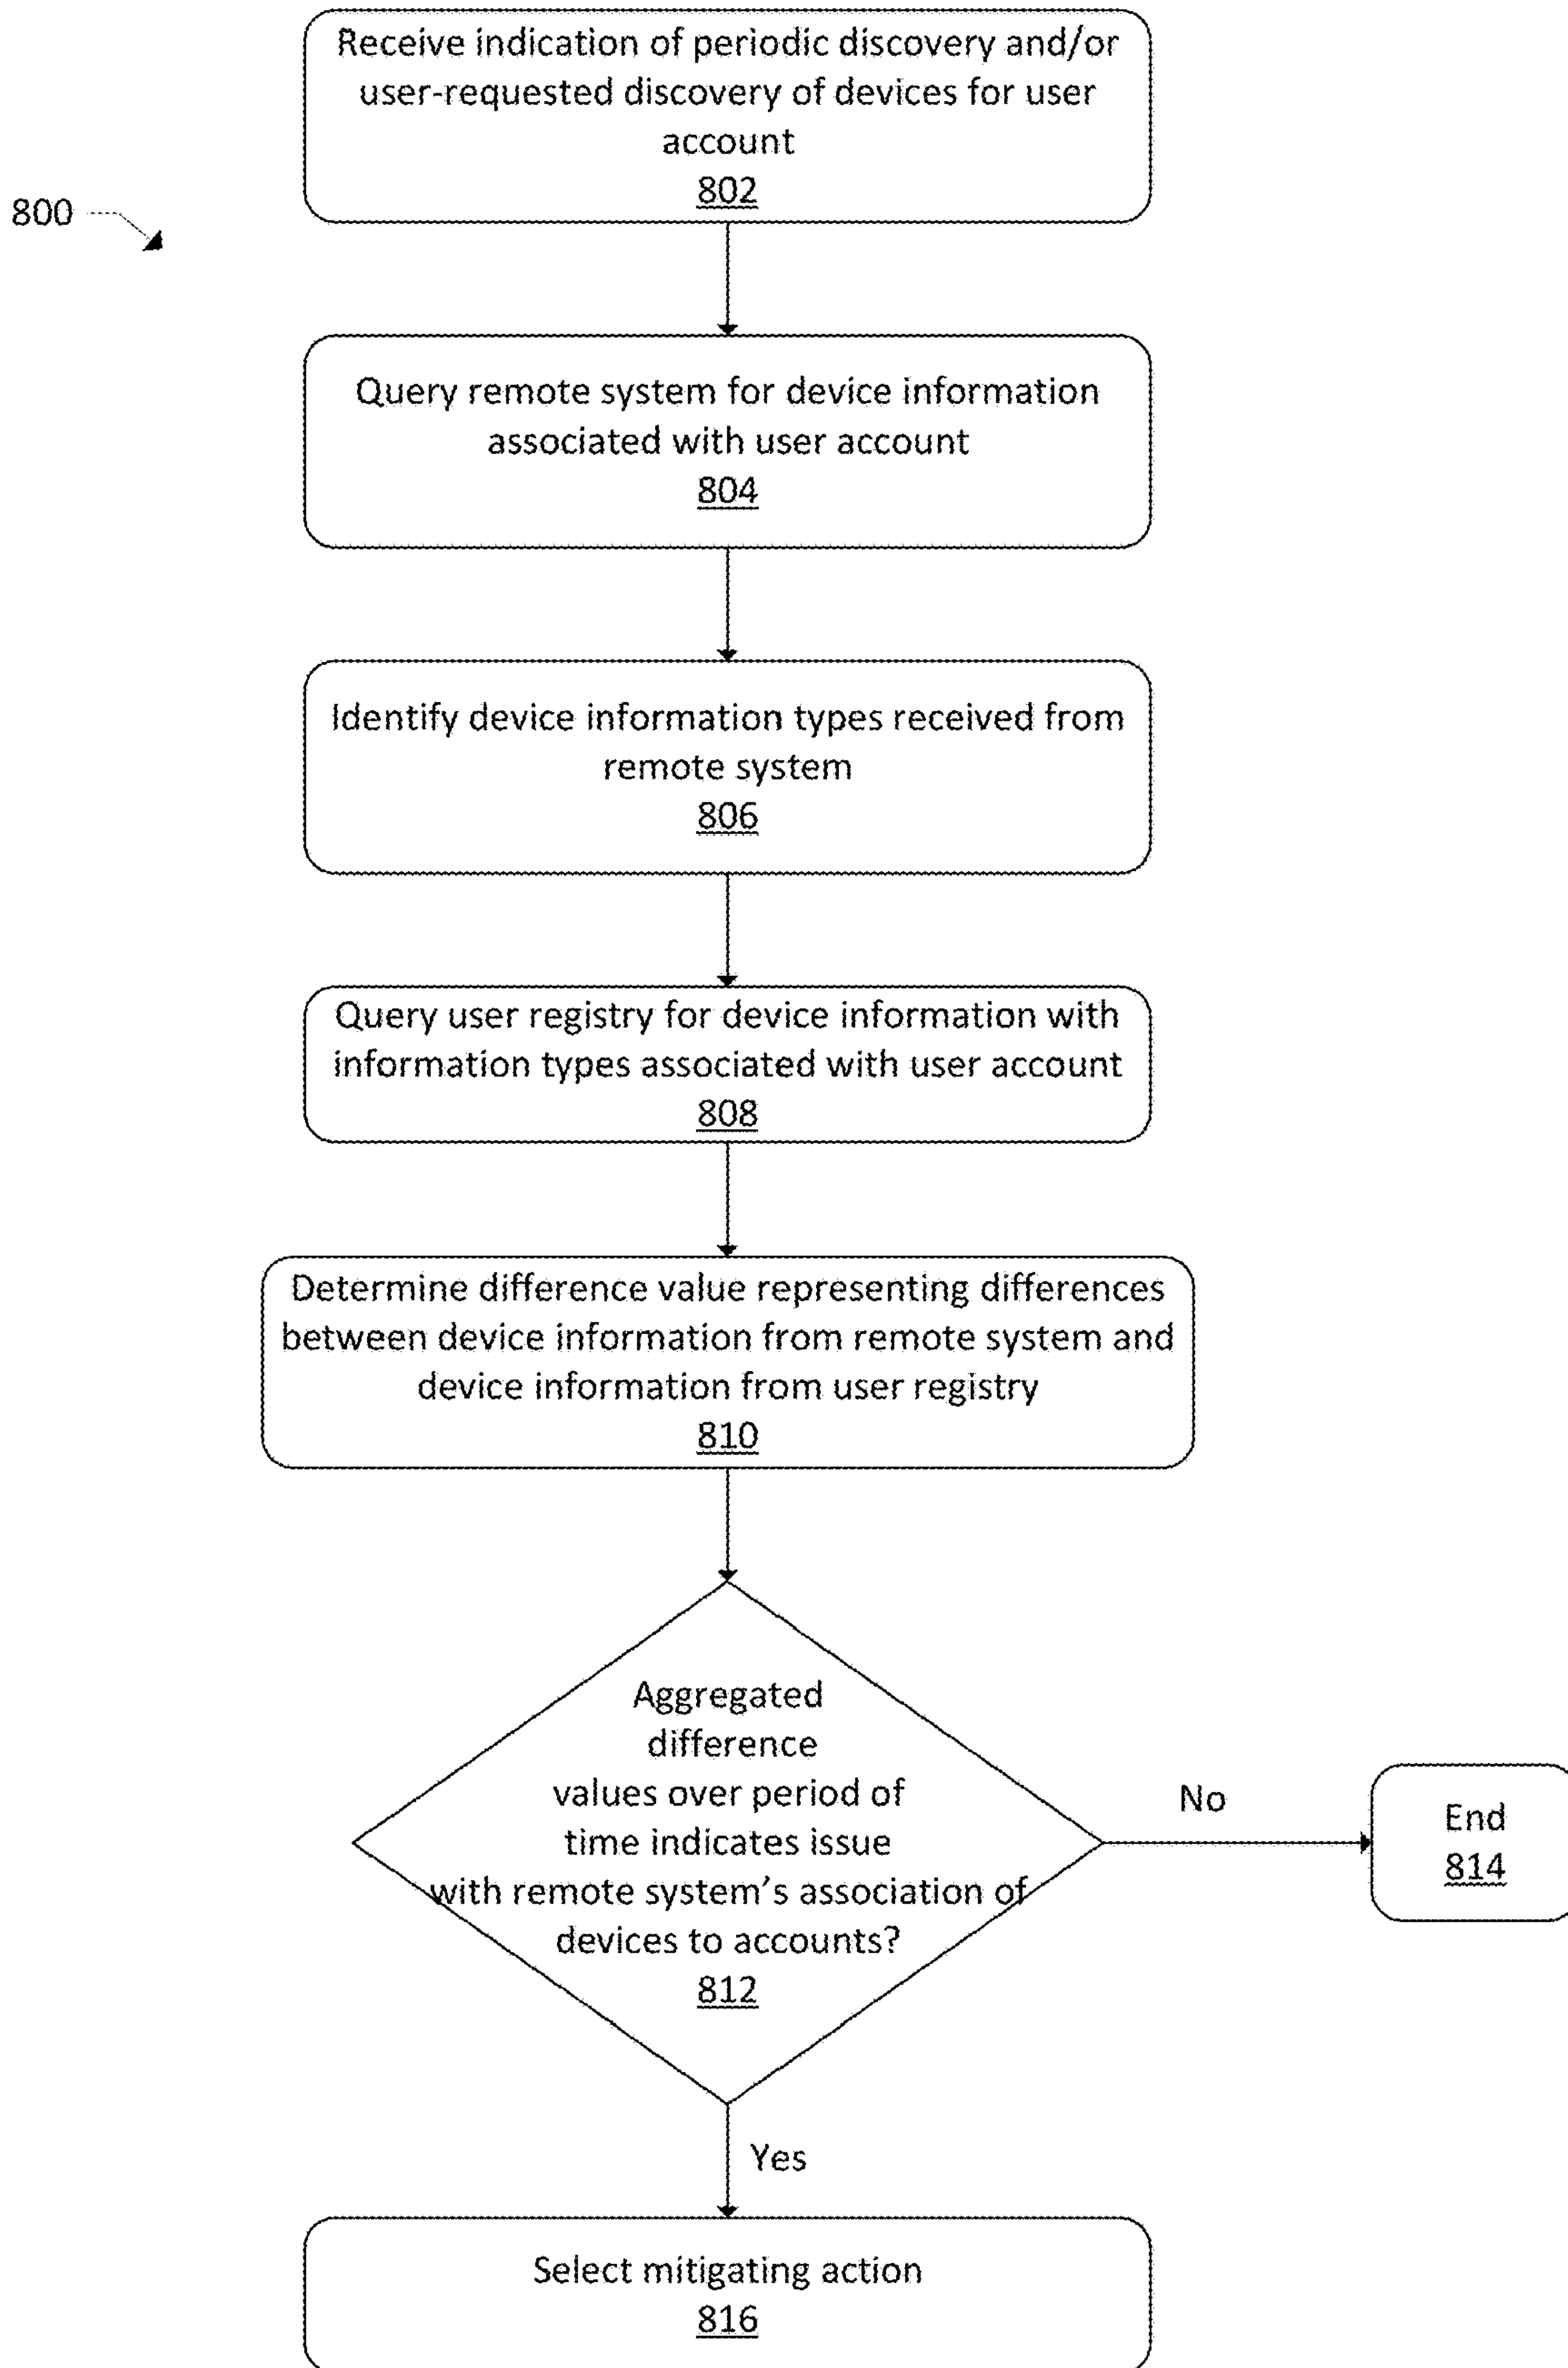 Receive indication of periodic discovery and/or
user-requested discovery of devices for user
account
802
800
Query remote system for device information
associated with user account
804
Identify device information types received from
remote system
806
Query user registry for device information with
information types associated with user account
808
Determine difference value representing differences
between device information from remote system and
device information from user registry
810
Aggregated
difference
values over period of
time indicates issue
with remote system's association of
devices to accounts?
812
No
End
814
Yes
Select mitigating action
816